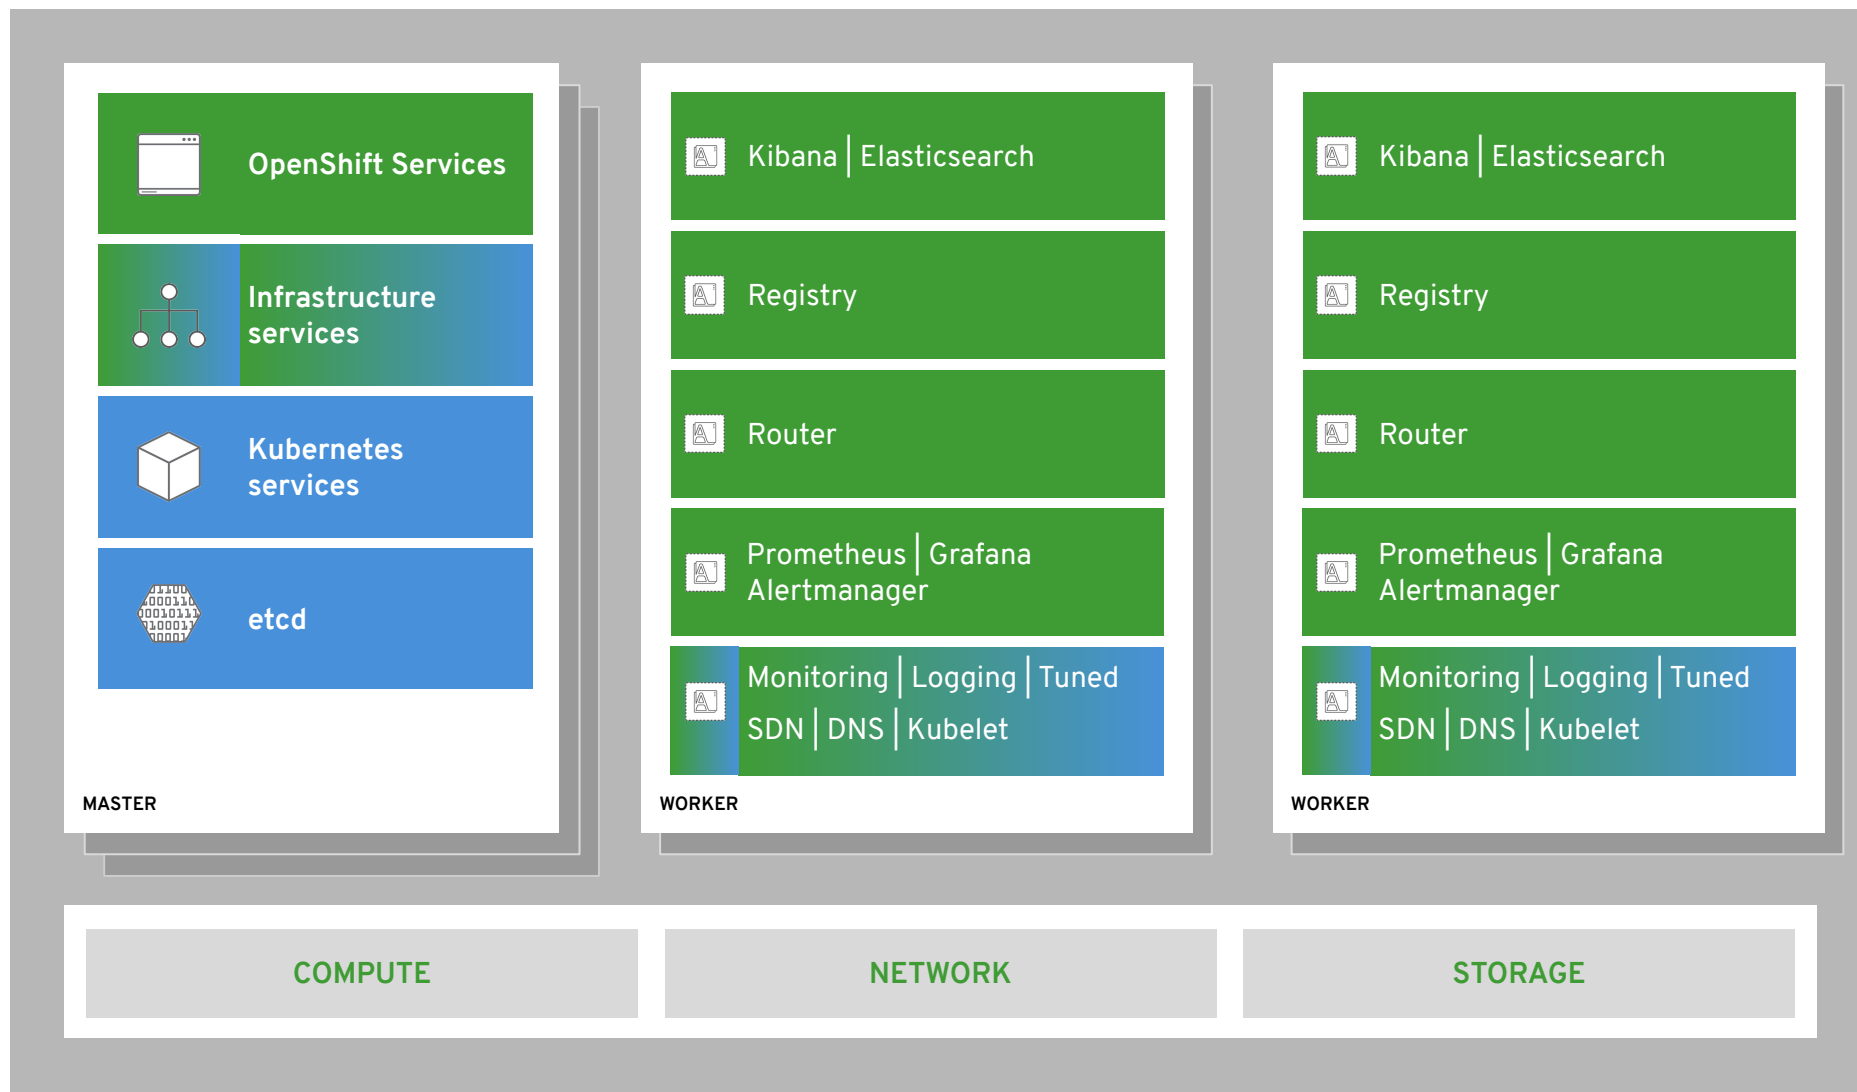 OpenShift Services
Infrastructure
services
Kubernetes
services
etcd
MASTER
Kibana | Elasticsearch
Registry
Router
Prometheus | Grafana
Alertmanager
Monitoring | Logging | Tuned
SDN | DNS | Kubelet
WORKER
Kibana | Elasticsearch
Registry
Router
Prometheus | Grafana
Alertmanager
Monitoring | Logging | Tuned
SDN | DNS | Kubelet
WORKER
COMPUTE
NETWORK
STORAGE